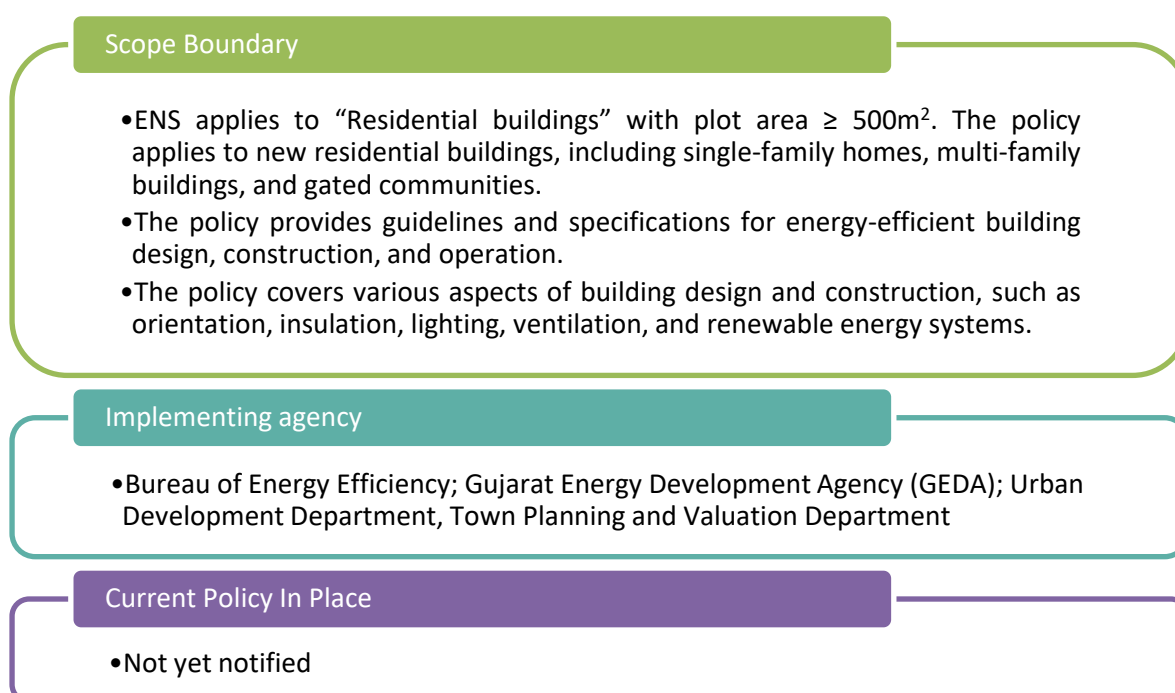 Scope Boundary
•ENS applies to “Residential buildings” with plot area ≥ 500m². The policy
applies to new residential buildings, including single-family homes, multi-family
buildings, and gated communities.
•The policy provides guidelines and specifications for energy-efficient building
design, construction, and operation.
•The policy covers various aspects of building design and construction, such as
orientation, insulation, lighting, ventilation, and renewable energy systems.
Implementing agency
•Bureau of Energy Efficiency; Gujarat Energy Development Agency (GEDA); Urban
Development Department, Town Planning and Valuation Department
Current Policy In Place
•Not yet notified